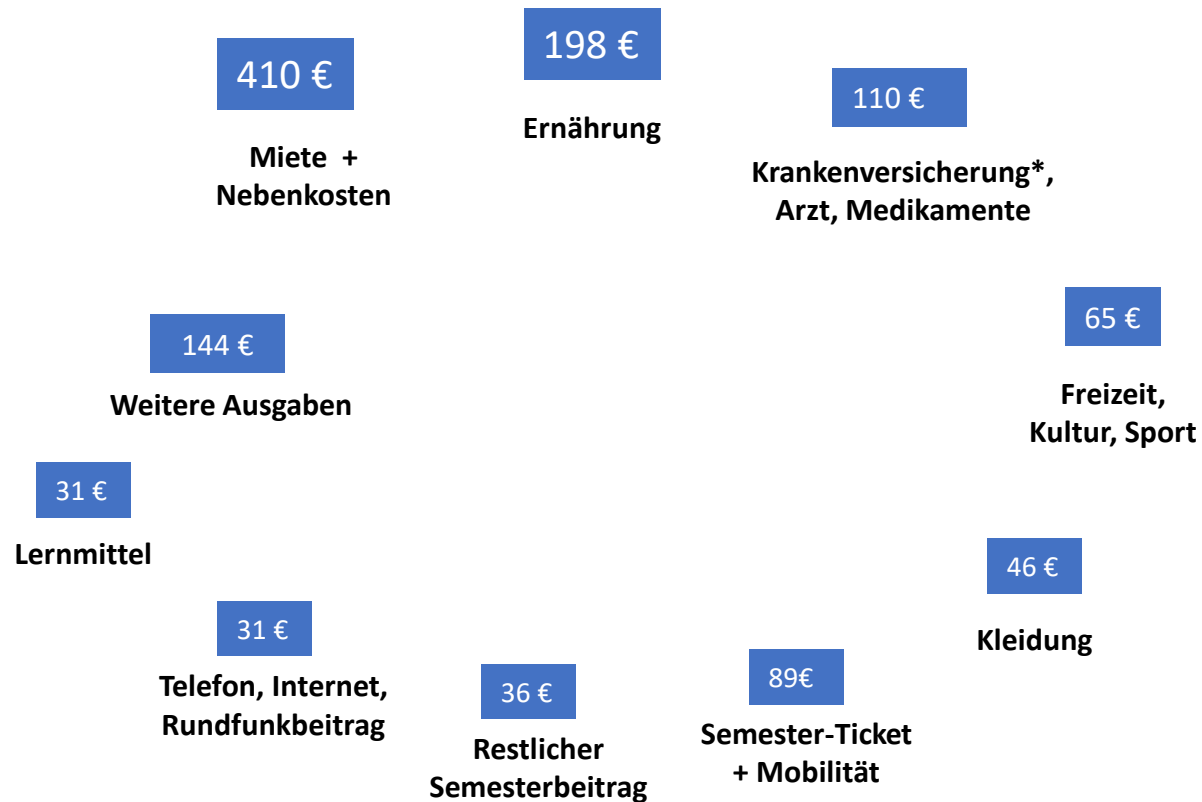 410 €
Miete +
Nebenkosten
198 €
Ernährung
110 €
Krankenversicherung*,
Arzt, Medikamente
65 €
Freizeit,
Kultur, Sport
144 €
Weitere Ausgaben
31 €
Lernmittel
46 €
Kleidung
31 €
Telefon, Internet,
Rundfunkbeitrag
36 €
Restlicher
Semesterbeitrag
89€
Semester-Ticket
+ Mobilität